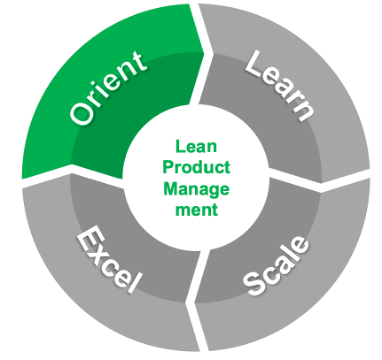 Orient
Learn
Lean
Product
Manage
ment
Excel
Scale